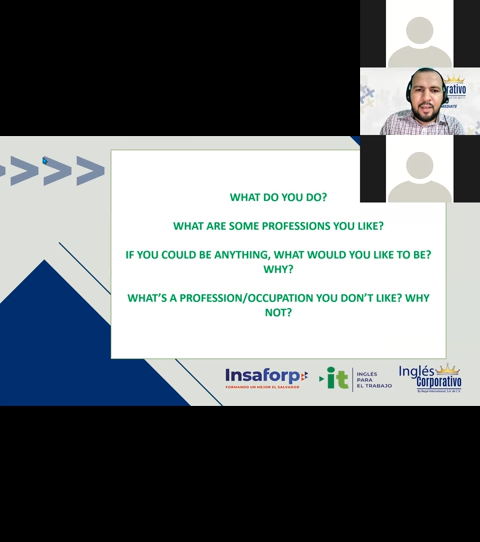 orativo
MEDIATE
WHAT DO YOU DO?
WHAT ARE SOME PROFESSIONS YOU LIKE?
IF YOU COULD BE ANYTHING, WHAT WOULD YOU LIKE TO BE?
WHY?
WHAT'S A PROFESSION/OCCUPATION YOU DON'T LIKE? WHY
NOT?
Insaforp
FORMANDO UN MEJOR EL SALVADOR
it
INGLÉS
PARA
EL TRABAJO
Inglés
Corporativo